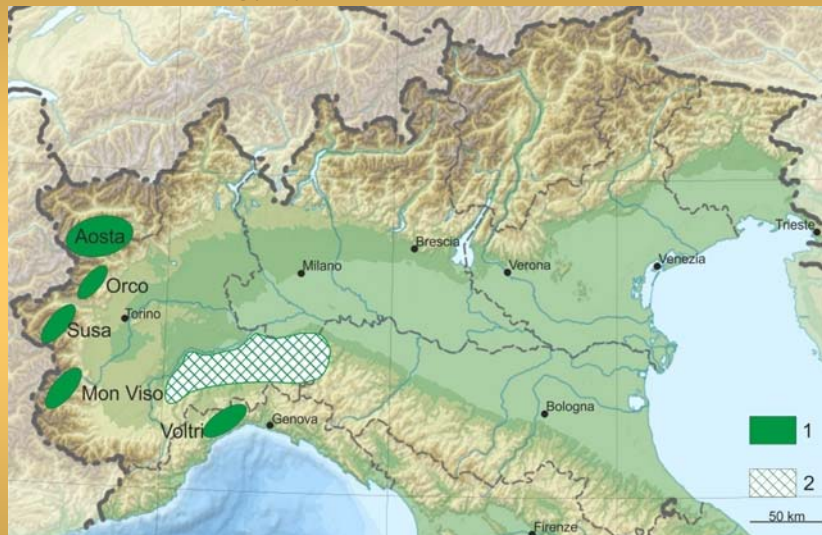 Aosta
Orco
Susa
Mon Viso
Voltri
Torino
Milano
Brescia
Verona
Venezia
Trieste
Genova
Bologna
Firenze
1
2
50 km